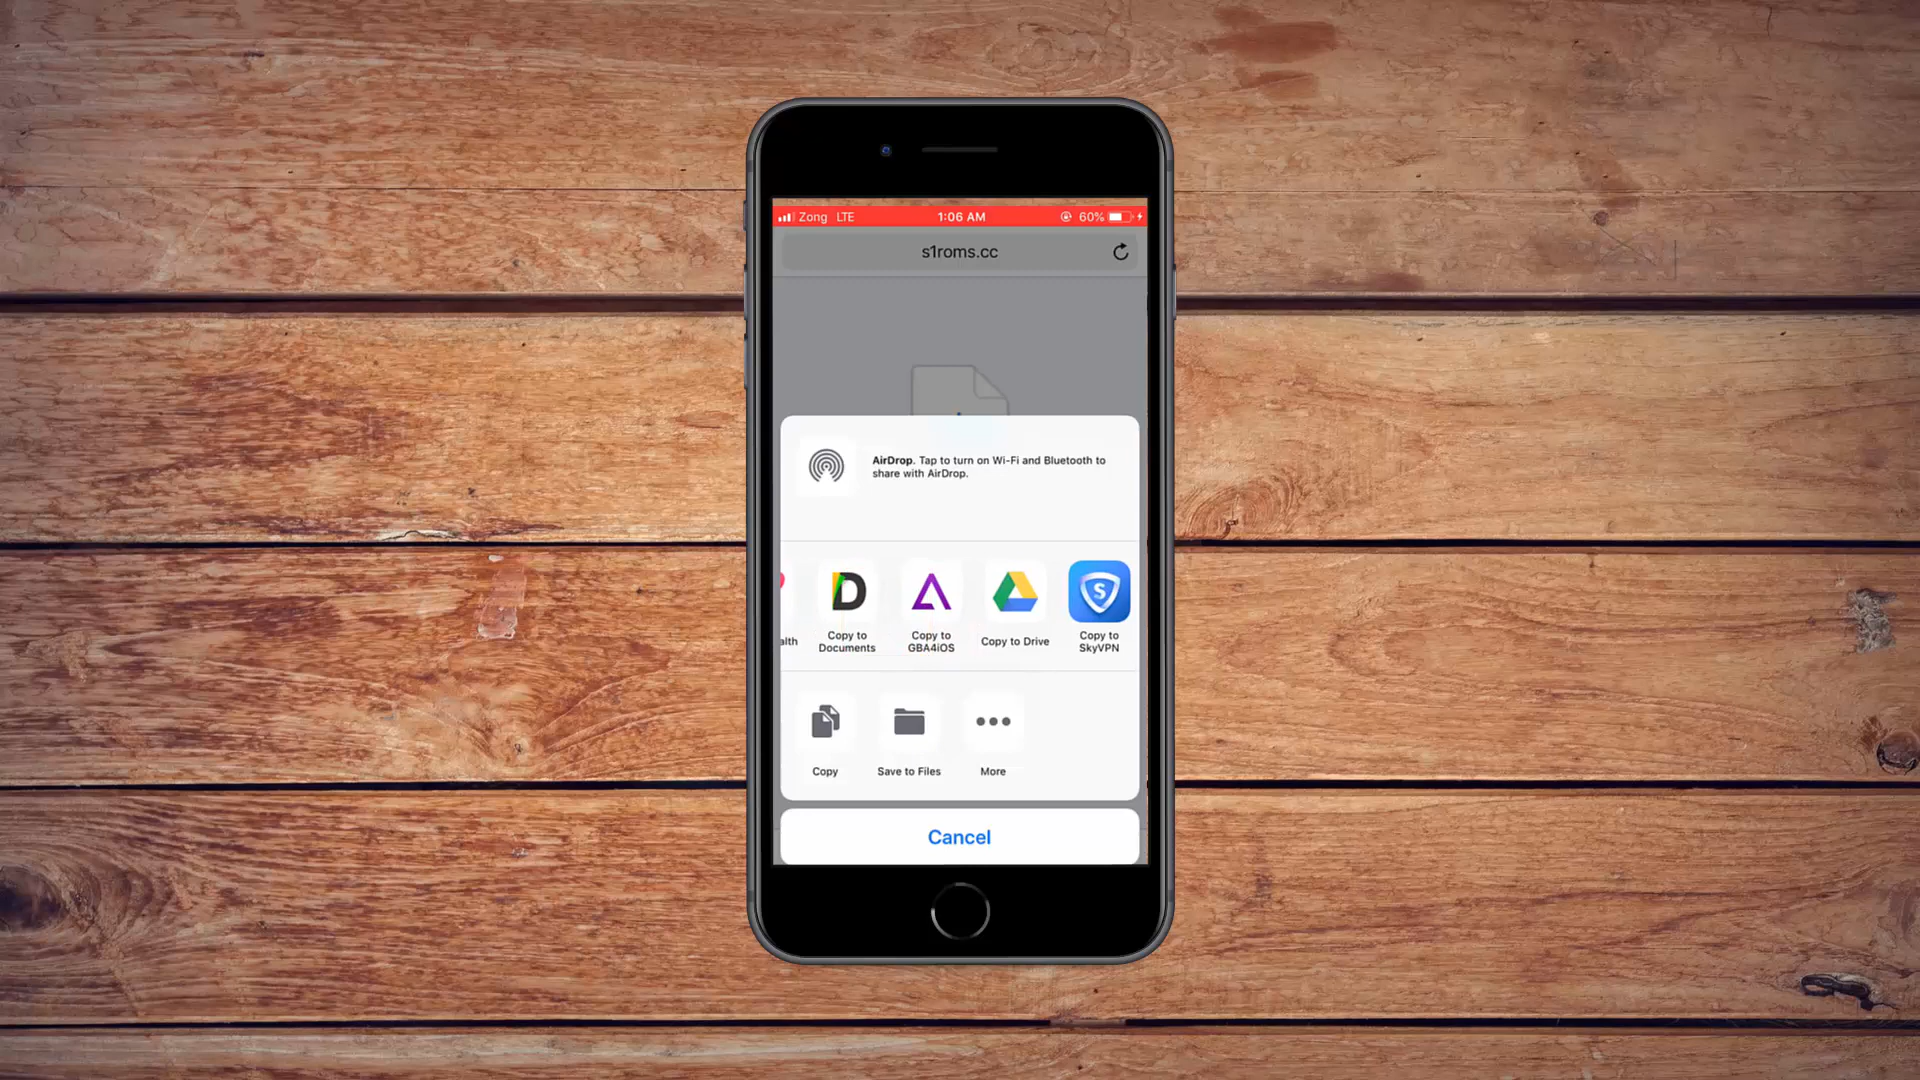 Zong LTE 1:06 AM 60%
s1roms.cc
AirDrop. Tap to turn on Wi-Fi and Bluetooth to
share with AirDrop.
alth
Copy to
Documents
Copy to
GBA4iOS
Copy to Drive
Copy to
SkyVPN
Copy
Save to Files
More
Cancel